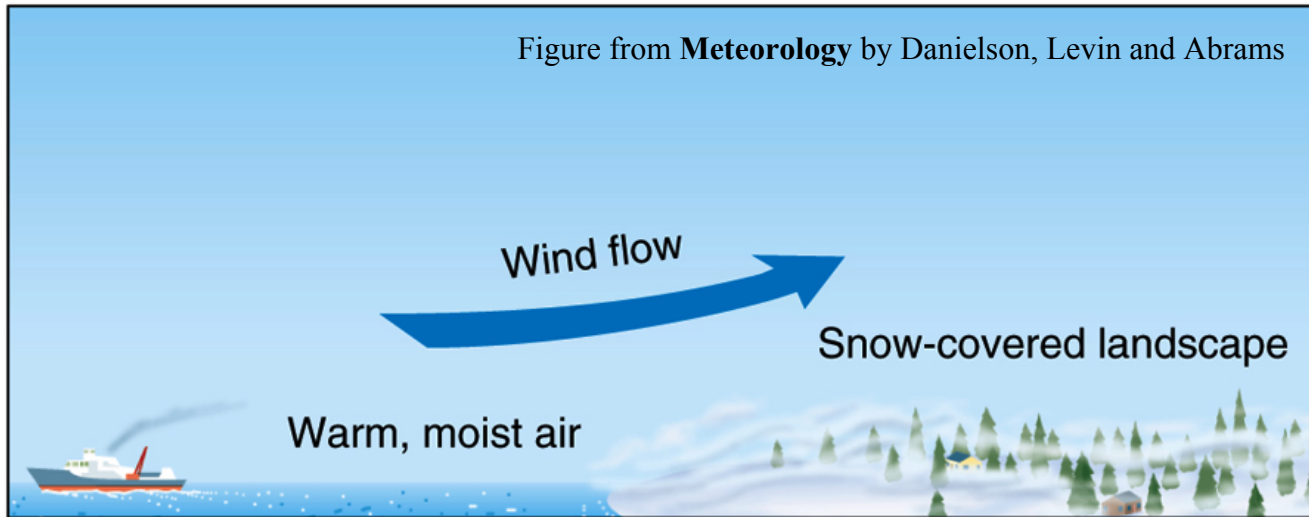 Figure from Meteorology by Danielson, Levin and Abrams
Wind flow
Snow-covered landscape
Warm, moist air